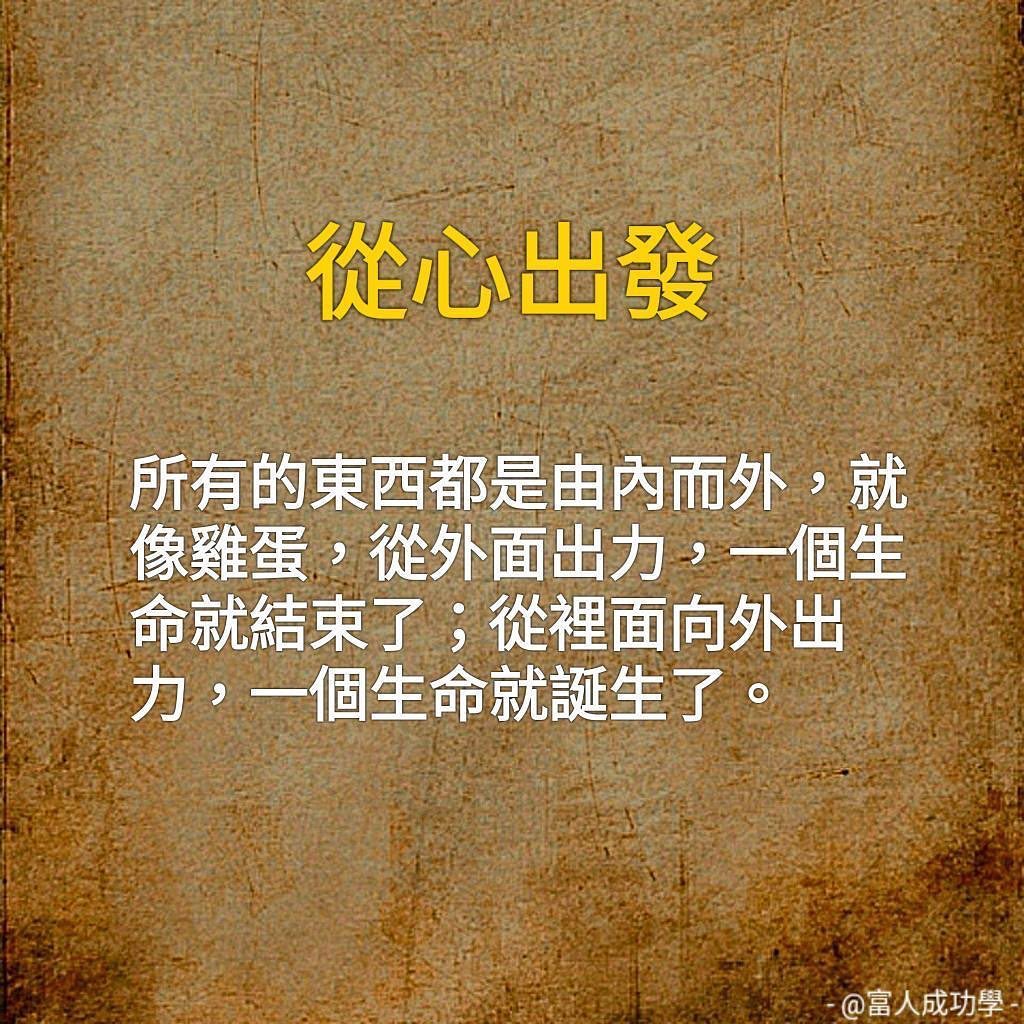 從心出發
所有的東西都是由內而外，就
像雞蛋，從外面出力，一個生
命就結束了；從裡面向外出
力，一個生命就誕生了。
- @富人成功學 -